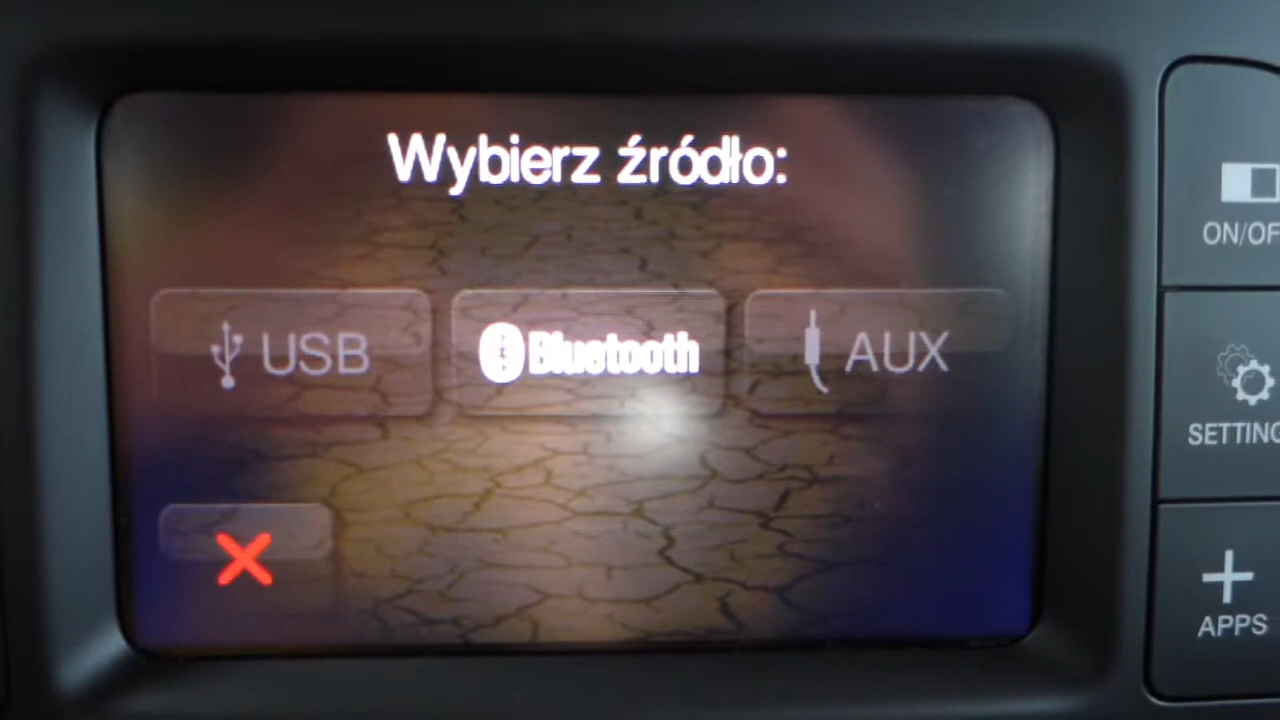 Wybierz źródło:
USB
Bluetooth
AUX
ON/OF
SETTING
APPS